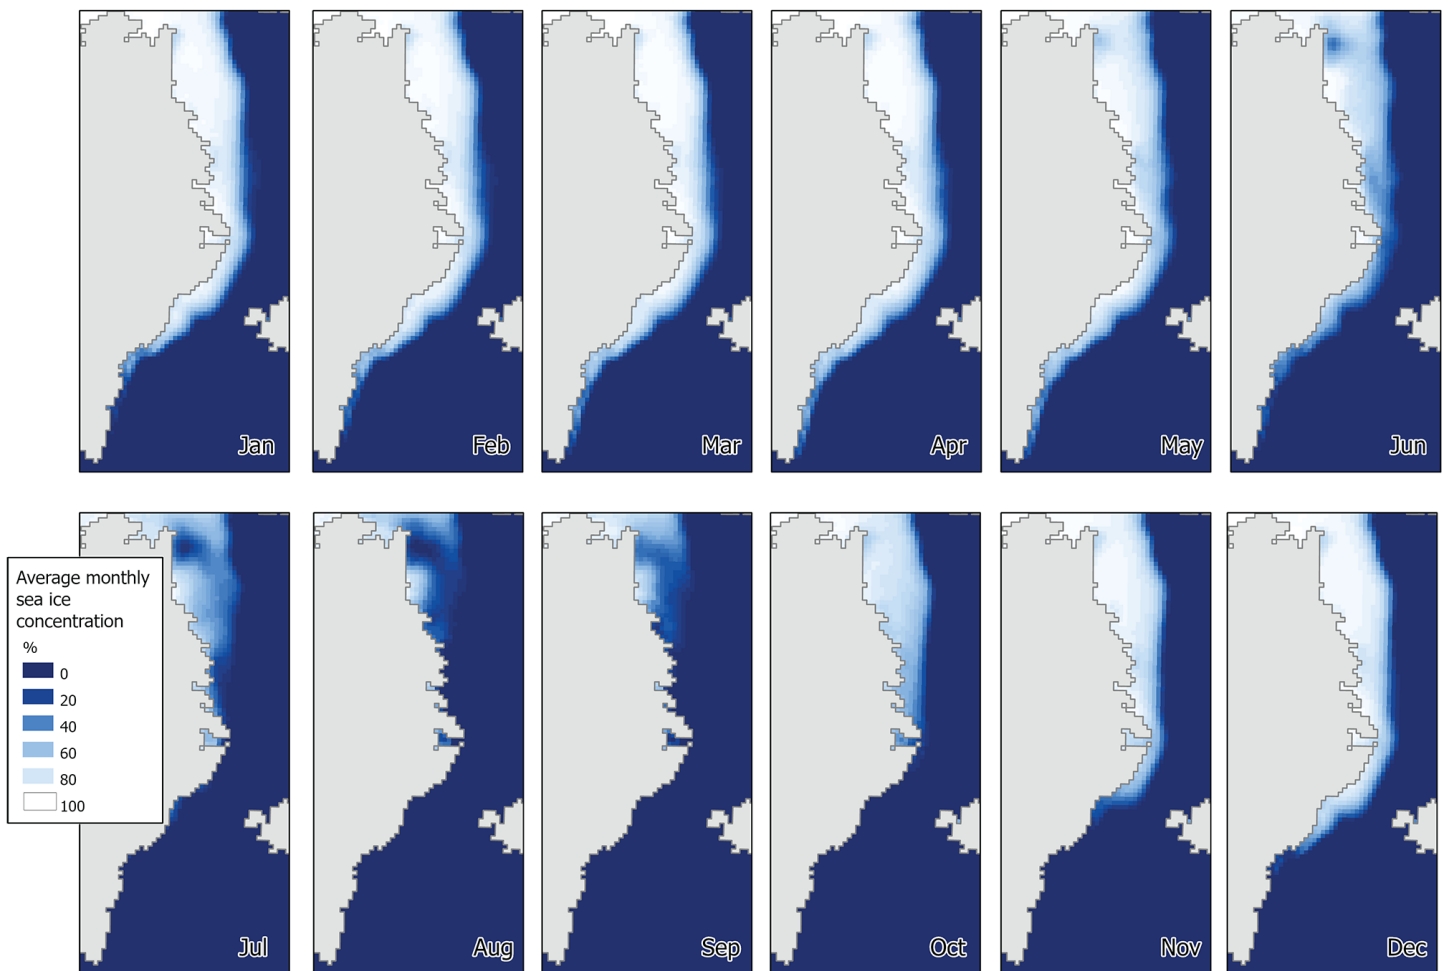 Jan
Feb
Mar
Apr
May
Jun
Average monthly
sea ice
concentration
%
0
20
40
60
80
100
Jul
Aug
Sep
Oct
Nov
Dec